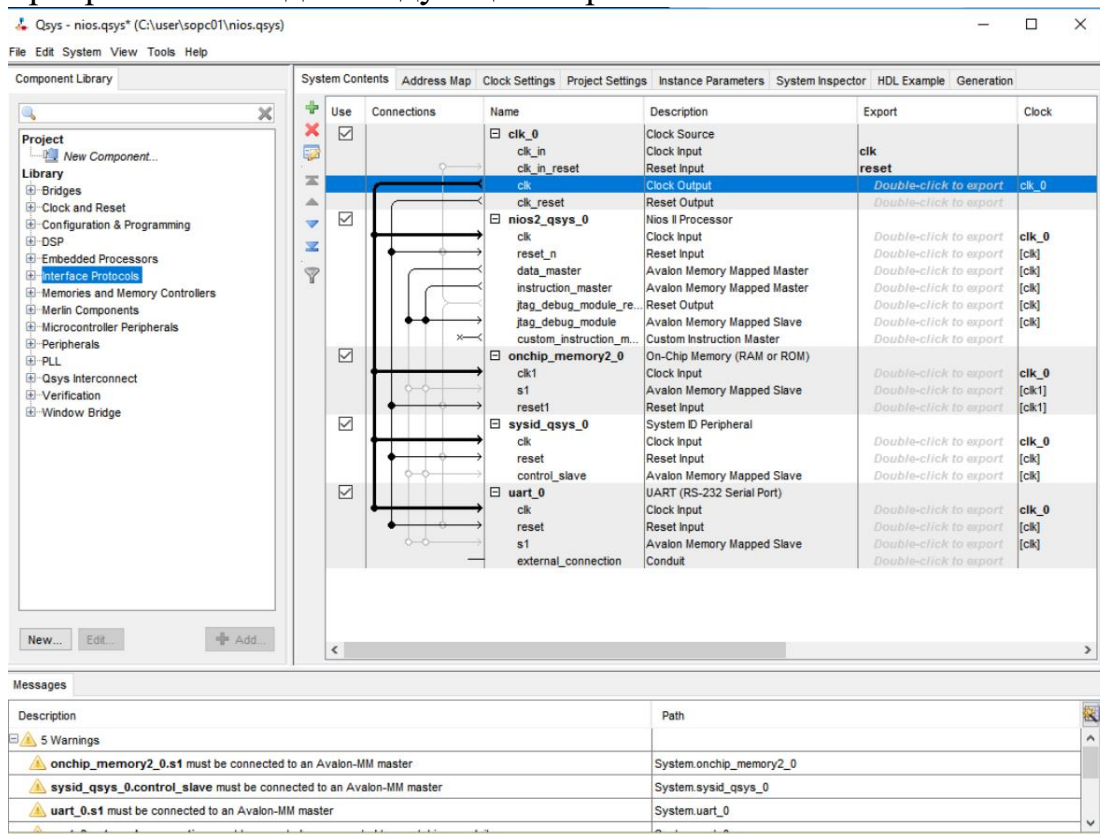 Qsys - nios.qsys* (C:\user\sopc01\nios.qsys)
File Edit System View Tools Help
Component Library
Project
New Component...
Library
Bridges
Clock and Reset
Configuration & Programming
DSP
Embedded Processors
Interface Protocols
Memories and Memory Controllers
Merlin Components
Microcontroller Peripherals
Peripherals
PLL
Qsys Interconnect
Verification
Window Bridge
New... Edit... Add...
System Contents Address Map Clock Settings Project Settings Instance Parameters System Inspector HDL Example Generation
Use Connections Name Description Export Clock
clk_0 Clock Source
clk_in Clock Input clk
clk_in_reset Reset Input reset
clk Clock Output Double-click to export clk_0
clk_reset Reset Output Double-click to export
nios2_qsys_0 Nios II Processor
clk Clock Input Double-click to export clk_0
reset_n Reset Input Double-click to export [clk]
data_master Avalon Memory Mapped Master Double-click to export [clk]
instruction_master Avalon Memory Mapped Master Double-click to export [clk]
jtag_debug_module_re... Reset Output Double-click to export [clk]
jtag_debug_module Avalon Memory Mapped Slave Double-click to export [clk]
custom_instruction_m... Custom Instruction Master Double-click to export
onchip_memory2_0 On-Chip Memory (RAM or ROM)
clk1 Clock Input Double-click to export clk_0
s1 Avalon Memory Mapped Slave Double-click to export [clk1]
reset1 Reset Input Double-click to export [clk1]
sysid_qsys_0 System ID Peripheral
clk Clock Input Double-click to export clk_0
reset Reset Input Double-click to export [clk]
control_slave Avalon Memory Mapped Slave Double-click to export [clk]
uart_0 UART (RS-232 Serial Port)
clk Clock Input Double-click to export clk_0
reset Reset Input Double-click to export [clk]
s1 Avalon Memory Mapped Slave Double-click to export [clk]
external_connection Conduit Double-click to export
Messages
Description Path
5 Warnings
onchip_memory2_0.s1 must be connected to an Avalon-MM master System.onchip_memory2_0
sysid_qsys_0.control_slave must be connected to an Avalon-MM master System.sysid_qsys_0
uart_0.s1 must be connected to an Avalon-MM master System.uart_0